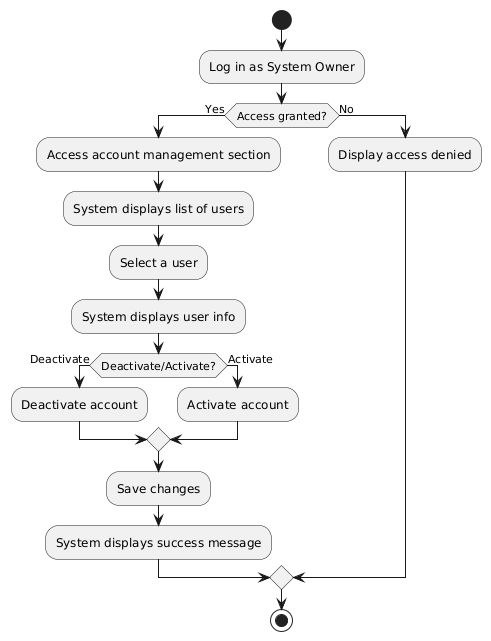 Log in as System Owner
Yes
Access granted?
No
Access account management section
Display access denied
System displays list of users
Select a user
System displays user info
Deactivate
Deactivate/Activate?
Activate
Deactivate account
Activate account
Save changes
System displays success message